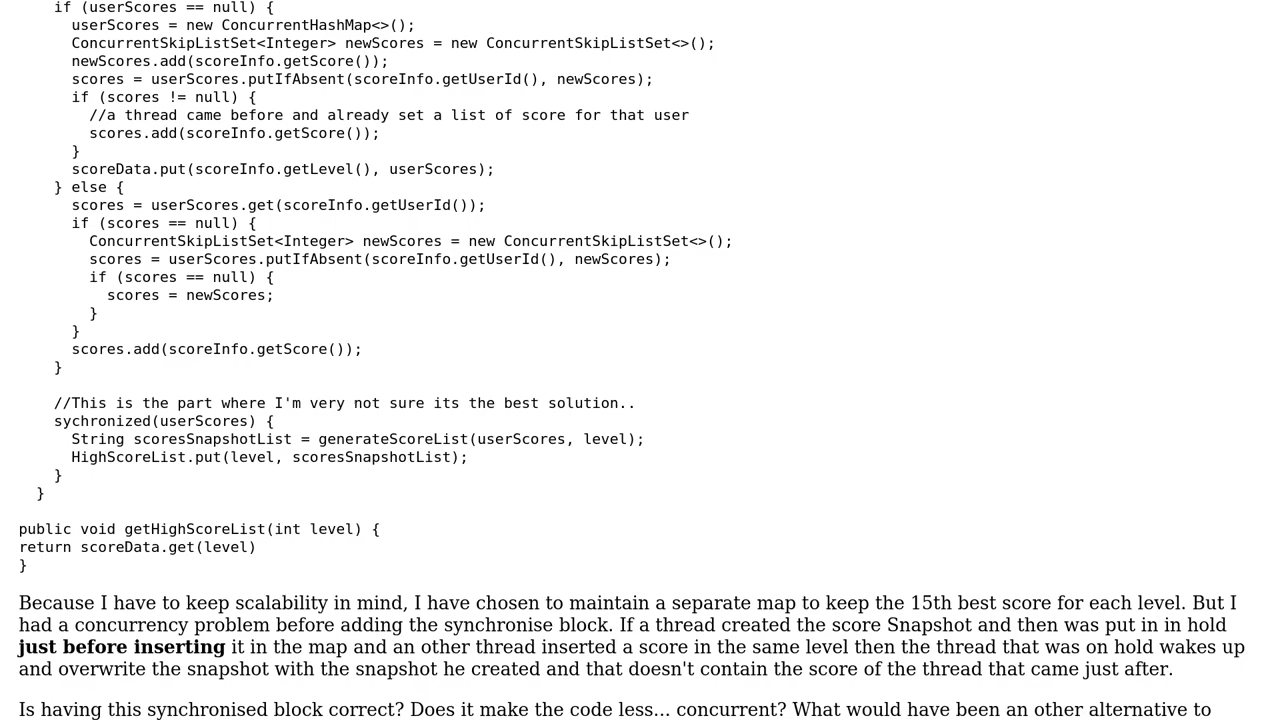 if (userScores == null) {
userScores = new ConcurrentHashMap<>();
ConcurrentSkipListSet<Integer> newScores = new ConcurrentSkipListSet<>();
newScores.add(scoreInfo.getScore());
scores = userScores.putIfAbsent(scoreInfo.getUserId(), newScores);
if (scores != null) {
//a thread came before and already set a list of score for that user
scores.add(scoreInfo.getScore());
}
scoreData.put(scoreInfo.getLevel(), userScores);
} else {
scores = userScores.get(scoreInfo.getUserId());
if (scores == null) {
ConcurrentSkipListSet<Integer> newScores = new ConcurrentSkipListSet<>();
scores = userScores.putIfAbsent(scoreInfo.getUserId(), newScores);
if (scores == null) {
scores = newScores;
}
}
scores.add(scoreInfo.getScore());
}
//This is the part where I'm very not sure its the best solution..
sychronized(userScores) {
String scoresSnapshotList = generateScoreList(userScores, level);
HighScoreList.put(level, scoresSnapshotList);
}
}
public void getHighScoreList(int level) {
return scoreData.get(level)
}
Because I have to keep scalability in mind, I have chosen to maintain a separate map to keep the 15th best score for each level. But I
had a concurrency problem before adding the synchronise block. If a thread created the score Snapshot and then was put in in hold
just before inserting it in the map and an other thread inserted a score in the same level then the thread that was on hold wakes up
and overwrite the snapshot with the snapshot he created and that doesn't contain the score of the thread that came just after.
Is having this synchronised block correct? Does it make the code less... concurrent? What would have been an other alternative to